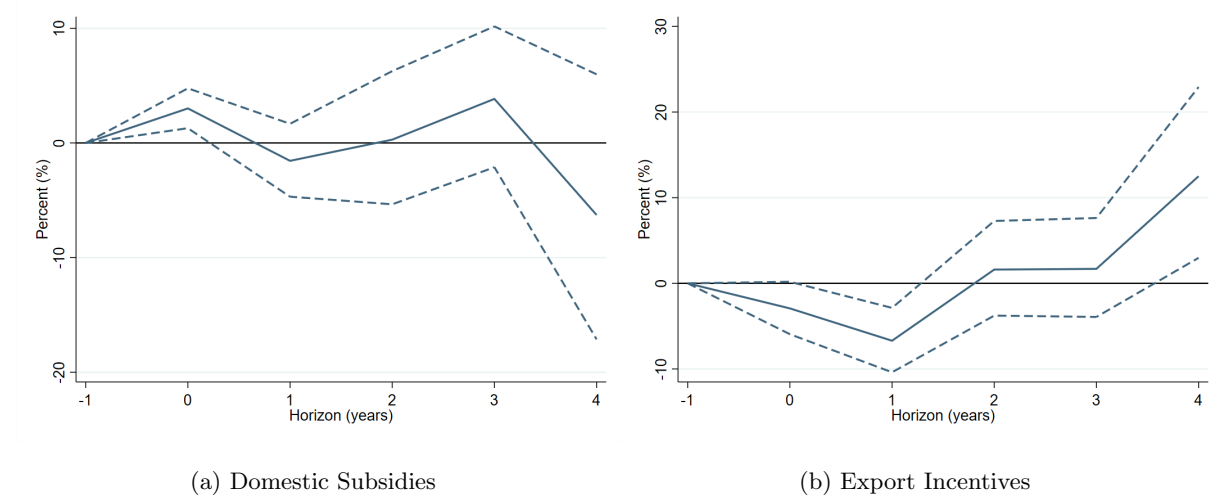 10
0
-10
-20
Percent (%)
-1 0 1 2 3 4
Horizon (years)
(a) Domestic Subsidies
30
20
10
0
-10
Percent (%)
-1 0 1 2 3 4
Horizon (years)
(b) Export Incentives